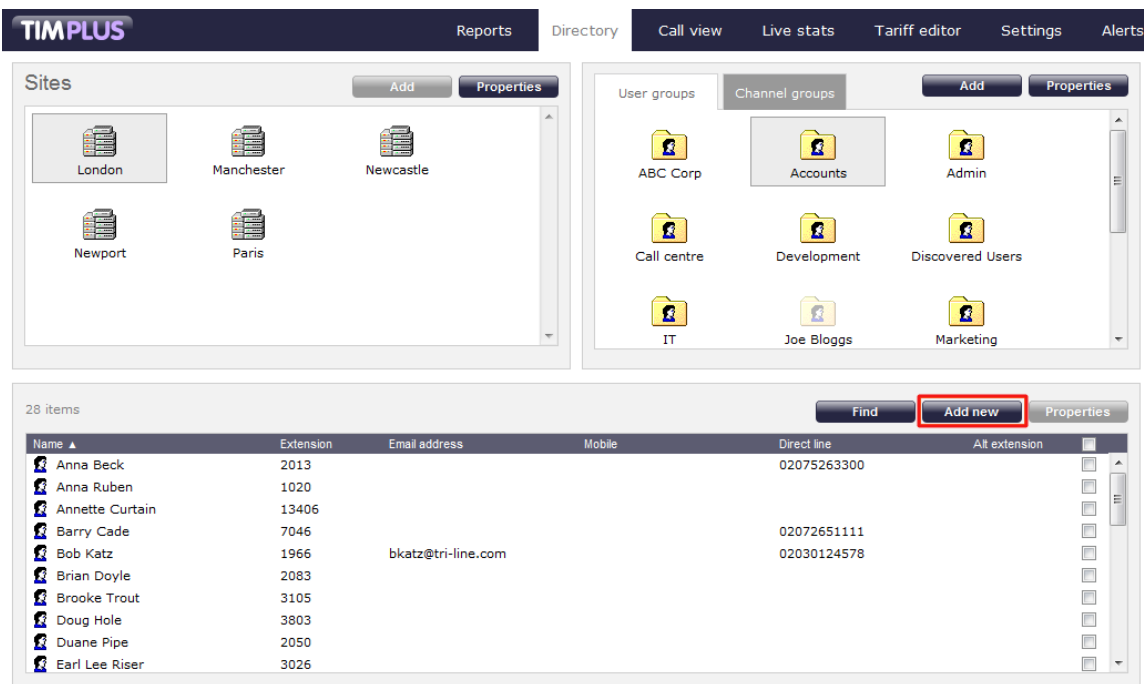 TIMPLUS
Reports Directory Call view Live stats Tariff editor Settings Alerts
Sites
Add Properties
London Manchester Newcastle
Newport Paris
User groups Channel groups Add Properties
ABC Corp Accounts Admin
Call centre Development Discovered Users
IT Joe Bloggs Marketing
28 items Find Add new Properties
Name ▲ Extension Email address Mobile Direct line Alt extension
Anna Beck 2013 02075263300
Anna Ruben 1020
Annette Curtain 13406
Barry Cade 7046 02072651111
Bob Katz 1966 bkatz@tri-line.com 02030124578
Brian Doyle 2083
Brooke Trout 3105
Doug Hole 3803
Duane Pipe 2050
Earl Lee Riser 3026